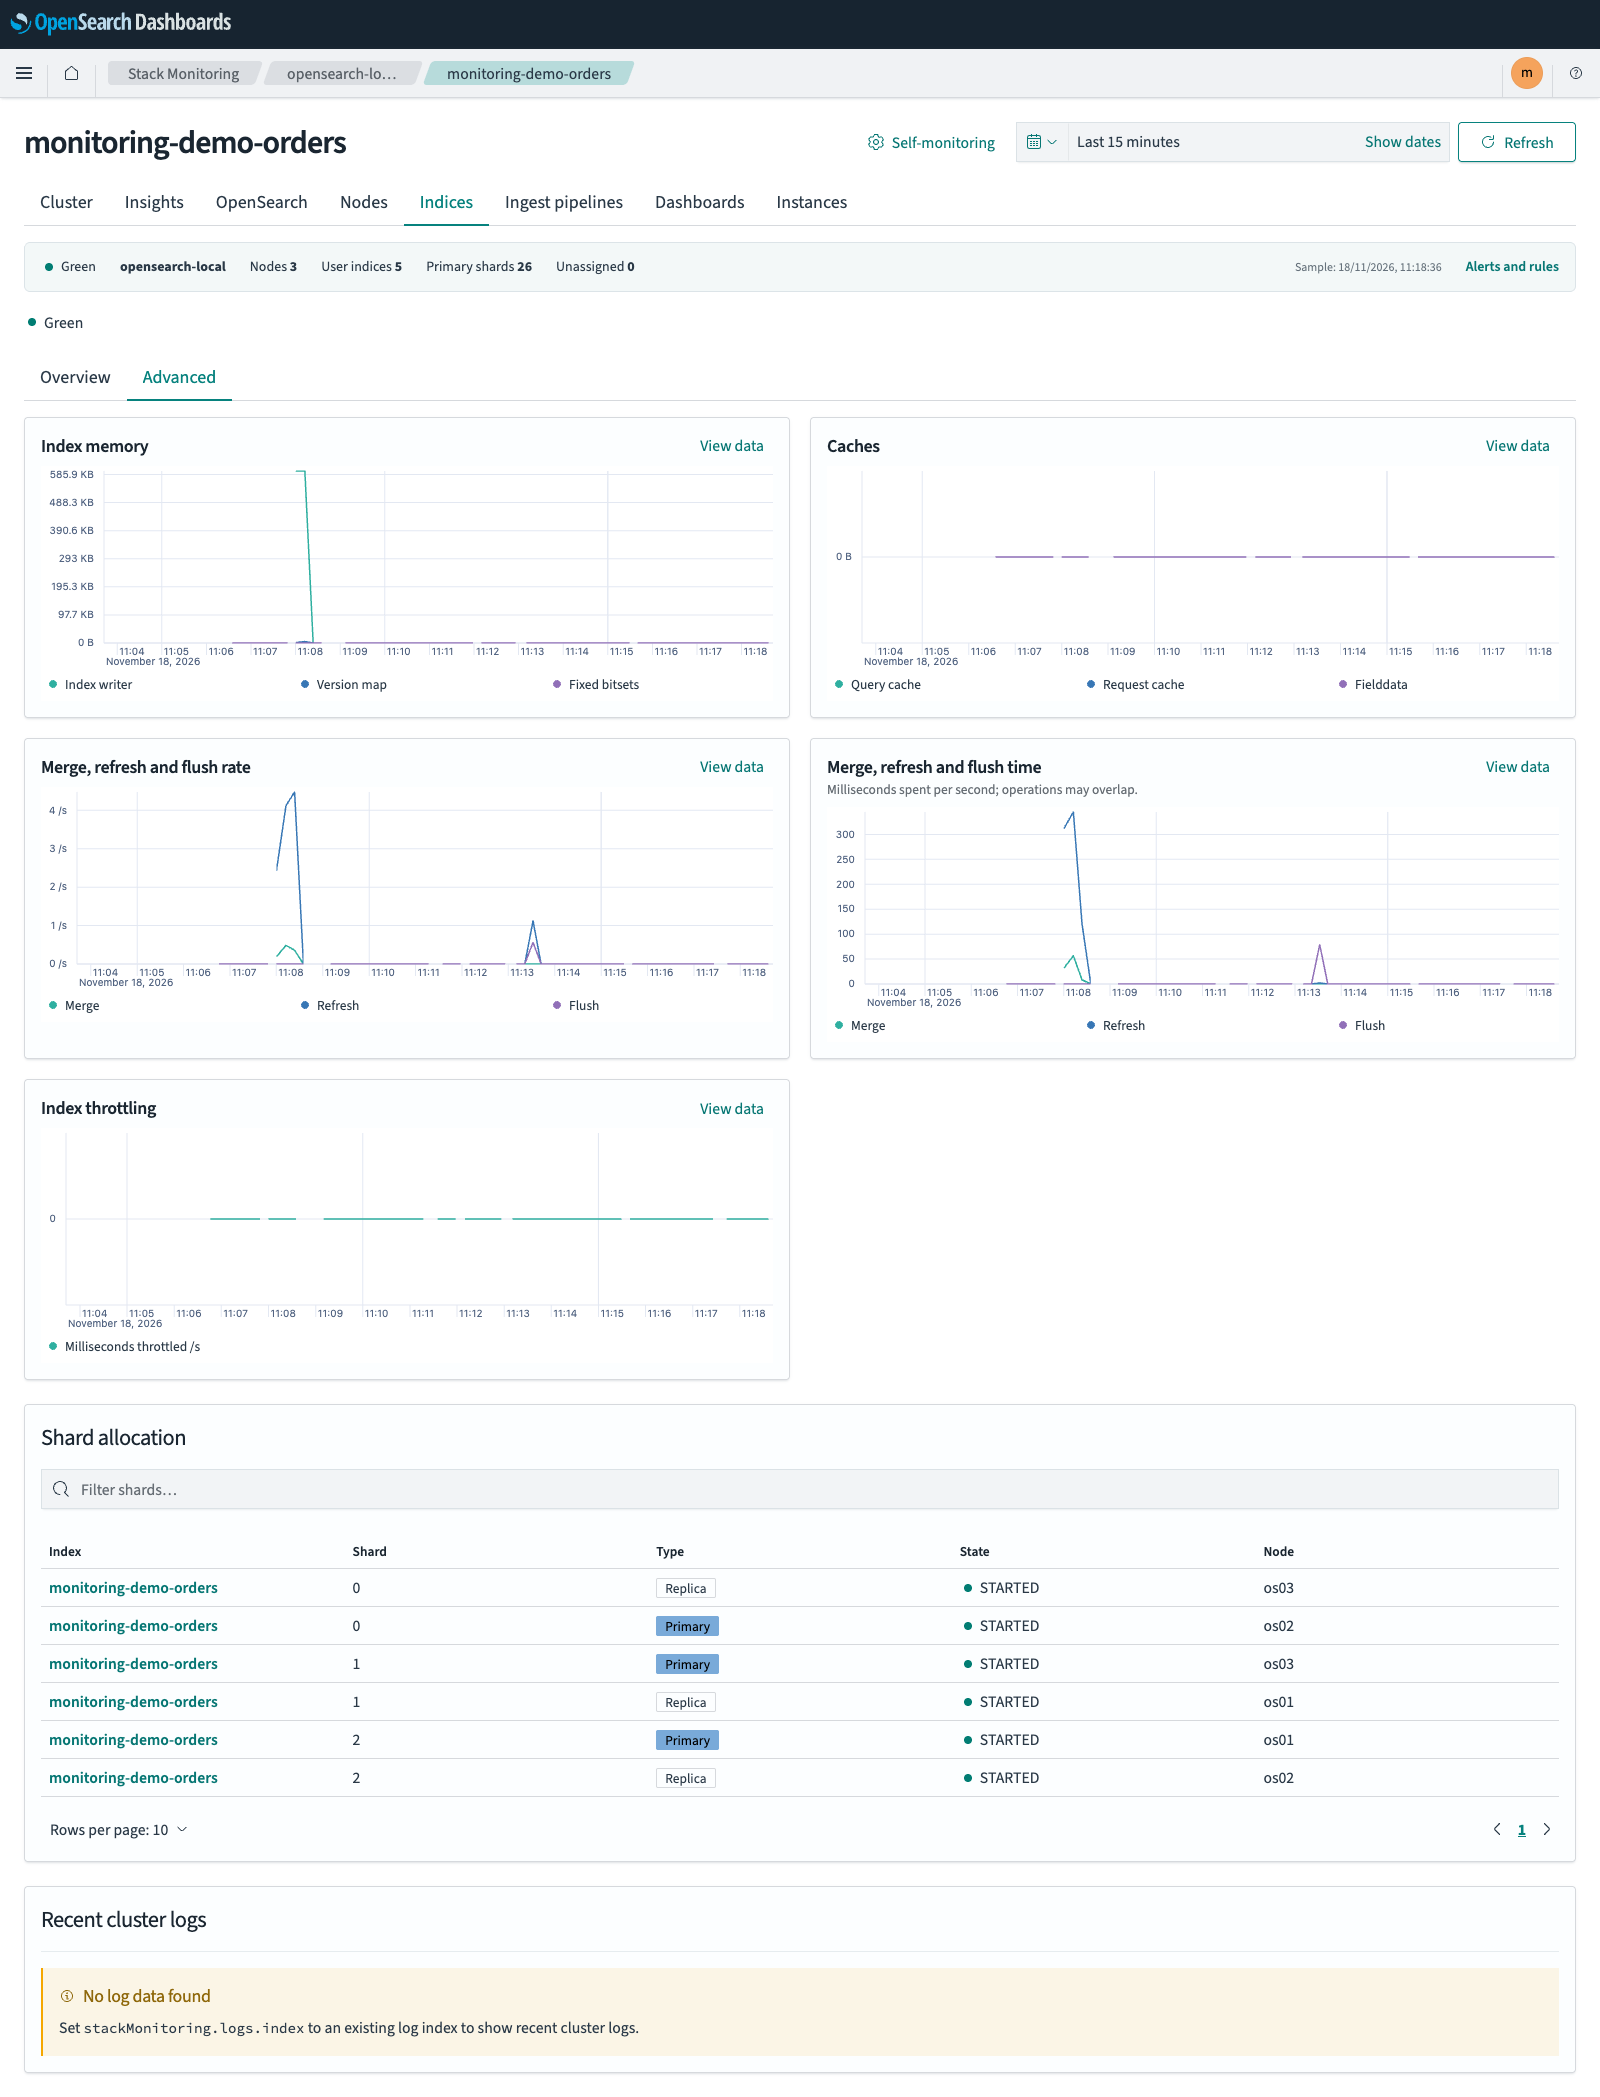 OpenSearch Dashboards
Stack Monitoring
opensearch-lo…
monitoring-demo-orders
m
monitoring-demo-orders
Self-monitoring
Last 15 minutes
Show dates
Refresh
Cluster
Insights
OpenSearch
Nodes
Indices
Ingest pipelines
Dashboards
Instances
Green
opensearch-local
Nodes 3
User indices 5
Primary shards 26
Unassigned 0
Sample: 18/11/2026, 11:18:36
Alerts and rules
Green
Overview
Advanced
Index memory
View data
585.9 KB
488.3 KB
390.6 KB
293 KB
195.3 KB
97.7 KB
0 B
11:04 11:05 11:06 11:07 11:08 11:09 11:10 11:11 11:12 11:13 11:14 11:15 11:16 11:17 11:18
November 18, 2026
Index writer
Version map
Fixed bitsets
Caches
View data
0 B
11:04 11:05 11:06 11:07 11:08 11:09 11:10 11:11 11:12 11:13 11:14 11:15 11:16 11:17 11:18
November 18, 2026
Query cache
Request cache
Fielddata
Merge, refresh and flush rate
View data
4 /s
3 /s
2 /s
1 /s
0 /s
11:04 11:05 11:06 11:07 11:08 11:09 11:10 11:11 11:12 11:13 11:14 11:15 11:16 11:17 11:18
November 18, 2026
Merge
Refresh
Flush
Merge, refresh and flush time
View data
Milliseconds spent per second; operations may overlap.
300
250
200
150
100
50
0
11:04 11:05 11:06 11:07 11:08 11:09 11:10 11:11 11:12 11:13 11:14 11:15 11:16 11:17 11:18
November 18, 2026
Merge
Refresh
Flush
Index throttling
View data
0
11:04 11:05 11:06 11:07 11:08 11:09 11:10 11:11 11:12 11:13 11:14 11:15 11:16 11:17 11:18
November 18, 2026
Milliseconds throttled /s
Shard allocation
Filter shards…
Index Shard Type State Node
monitoring-demo-orders 0 Replica STARTED os03
monitoring-demo-orders 0 Primary STARTED os02
monitoring-demo-orders 1 Primary STARTED os03
monitoring-demo-orders 1 Replica STARTED os01
monitoring-demo-orders 2 Primary STARTED os01
monitoring-demo-orders 2 Replica STARTED os02
Rows per page: 10
1
Recent cluster logs
No log data found
Set stackMonitoring.logs.index to an existing log index to show recent cluster logs.